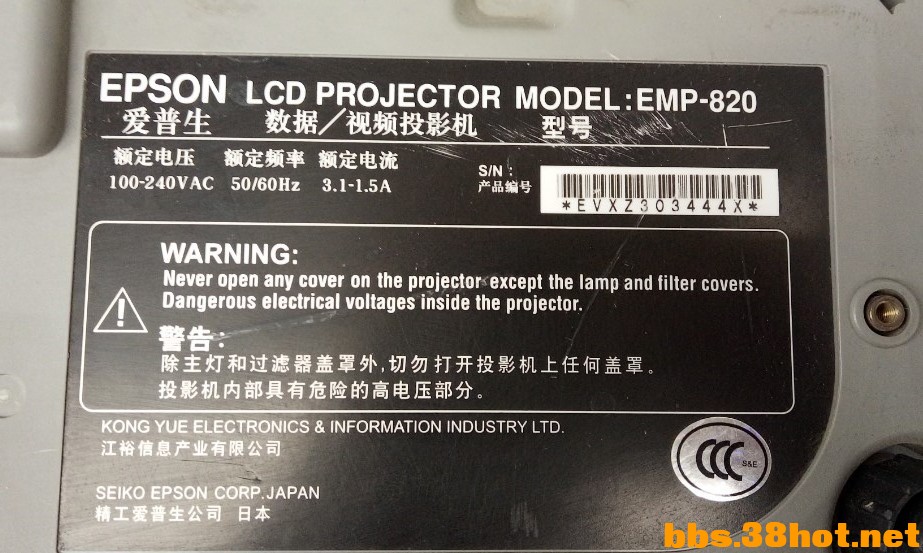 EPSON LCD PROJECTOR MODEL:EMP-820
爱普生 数据/视频投影机 型号
额定电压 额定频率 额定电流
100-240VAC 50/60Hz 3.1-1.5A
S/N :
产品编号
*EVXZ303444X*
WARNING:
Never open any cover on the projector except the lamp and filter covers.
Dangerous electrical voltages inside the projector.
警告:
除主灯和过滤器盖罩外,切勿打开投影机上任何盖罩。
投影机内部具有危险的高电压部分。
KONG YUE ELECTRONICS & INFORMATION INDUSTRY LTD.
江裕信息产业有限公司
CCC S&E
SEIKO EPSON CORP.JAPAN
精工爱普生公司 日本
bbs.38hot.net